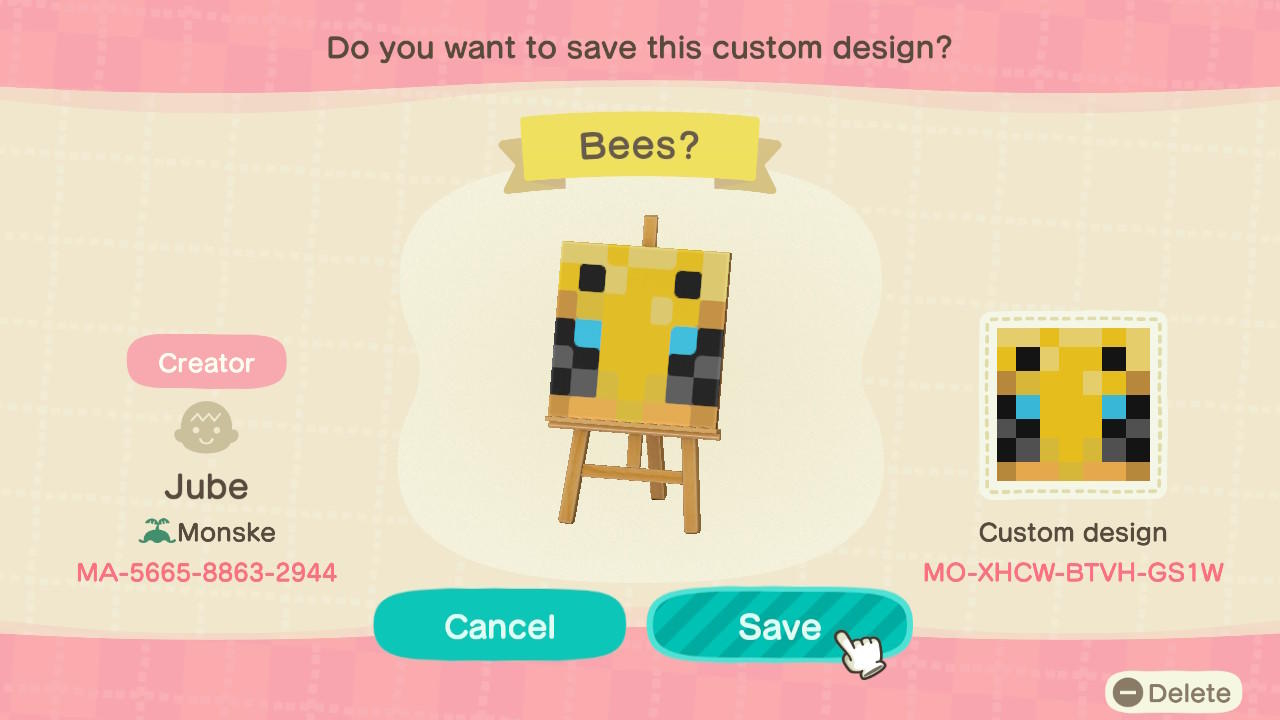 Do you want to save this custom design?
Bees?
Creator
Jube
Monske
MA-5665-8863-2944
Custom design
MO-XHCW-BTVH-GS1W
Cancel
Save
Delete